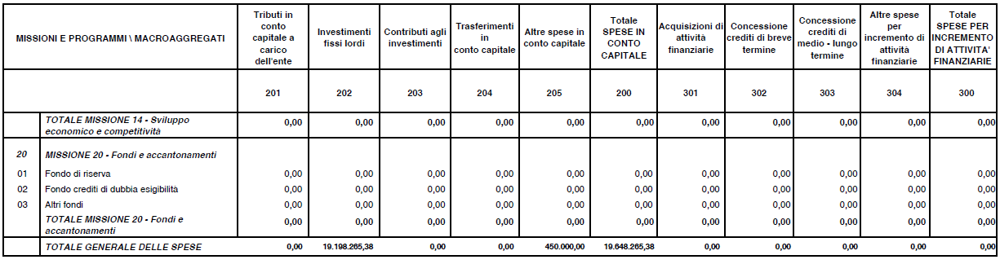 MISSIONI E PROGRAMMI \ MACROAGGREGATI
Tributi in
conto
capitale a
carico
dell'ente
Investimenti
fissi lordi
Contributi agli
investimenti
Trasferimenti
in
conto capitale
Altre spese in
conto capitale
Totale
SPESE IN
CONTO
CAPITALE
Acquisizioni di
attività
finanziarie
Concessione
crediti di breve
termine
Concessione
crediti di
medio - lungo
termine
Altre spese
per
incremento di
attività
finanziarie
Totale
SPESE PER
INCREMENTO
DI ATTIVITA'
FINANZIARIE
201 202 203 204 205 200 301 302 303 304 300
TOTALE MISSIONE 14 - Sviluppo
economico e competitività
0,00 0,00 0,00 0,00 0,00 0,00 0,00 0,00 0,00 0,00 0,00
20 MISSIONE 20 - Fondi e accantonamenti
01 Fondo di riserva 0,00 0,00 0,00 0,00 0,00 0,00 0,00 0,00 0,00 0,00 0,00
02 Fondo crediti di dubbia esigibilità 0,00 0,00 0,00 0,00 0,00 0,00 0,00 0,00 0,00 0,00 0,00
03 Altri fondi 0,00 0,00 0,00 0,00 0,00 0,00 0,00 0,00 0,00 0,00 0,00
TOTALE MISSIONE 20 - Fondi e
accantonamenti
0,00 0,00 0,00 0,00 0,00 0,00 0,00 0,00 0,00 0,00 0,00
TOTALE GENERALE DELLE SPESE 0,00 19.198.265,38 0,00 0,00 450.000,00 19.648.265,38 0,00 0,00 0,00 0,00 0,00